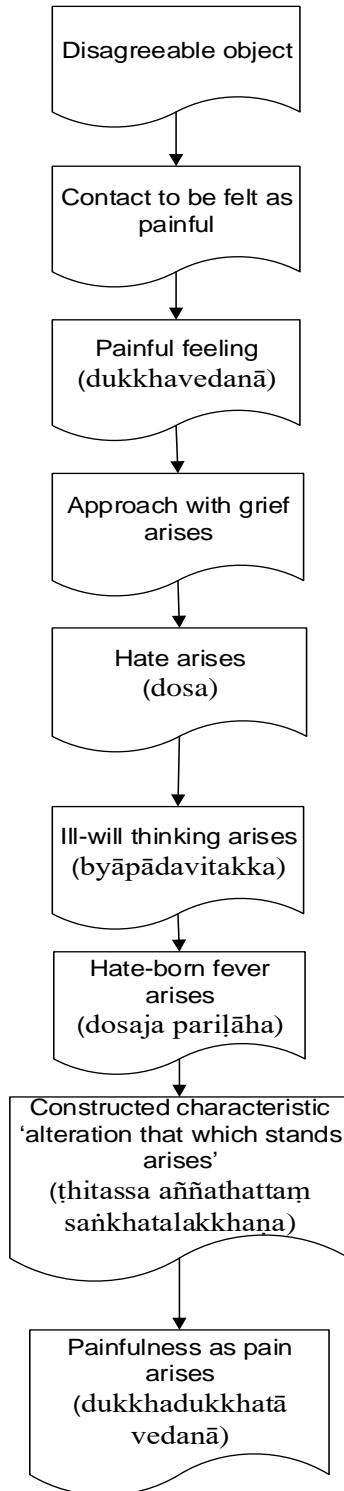 Disagreeable object
Contact to be felt as
painful
Painful feeling
(dukkhavedanā)
Approach with grief
arises
Hate arises
(dosa)
Ill-will thinking arises
(byāpādavitakka)
Hate-born fever
arises
(dosaja pariḷāha)
Constructed characteristic
‘alteration that which stands
arises’
(ṭhitassa aññathattaṃ
saṅkhatalakkhaṇa)
Painfulness as pain
arises
(dukkhadukkhatā
vedanā)